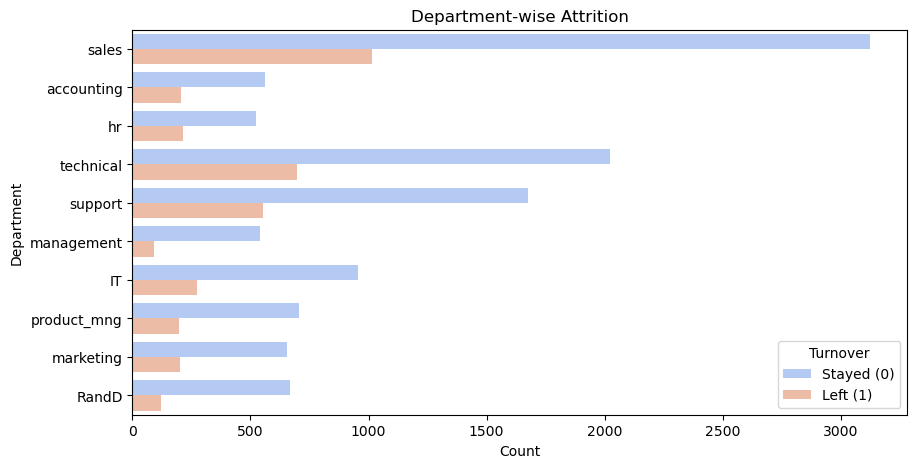 Department-wise Attrition
Department
sales
accounting
hr
technical
support
management
IT
product_mng
marketing
RandD
Turnover
Stayed (0)
Left (1)
0 500 1000 1500 2000 2500 3000
Count